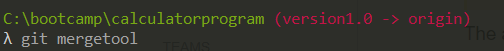 C:\bootcamp\calculatorprogram (version1.0 -> origin)
λ git mergetool